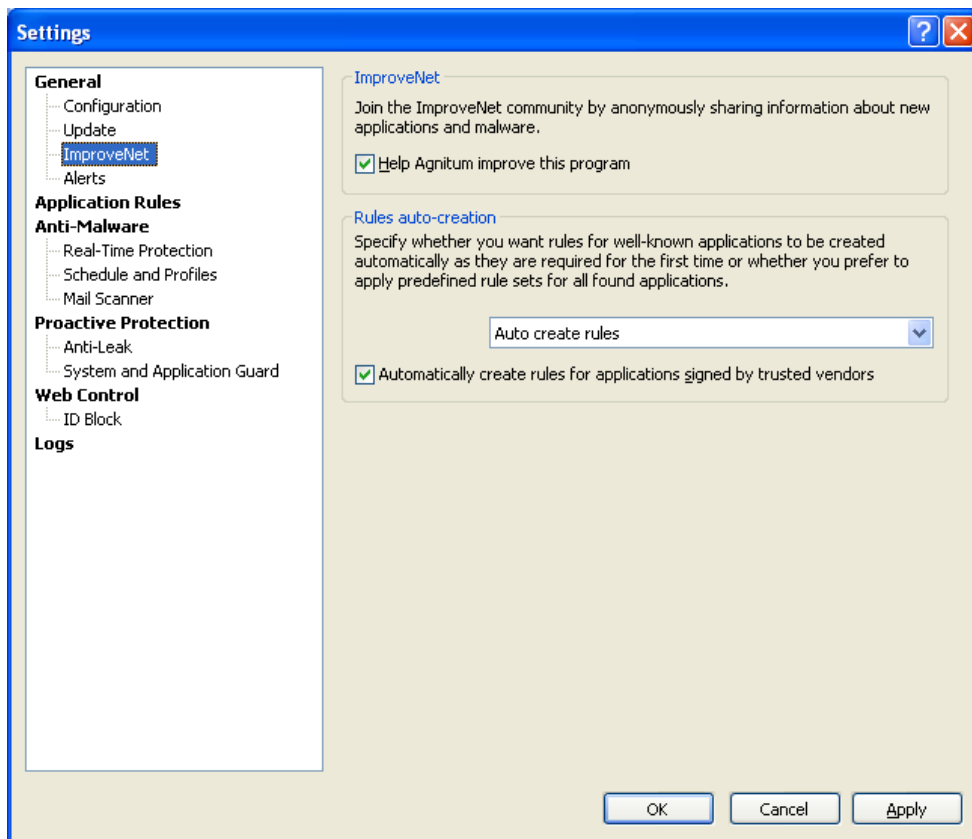 Settings
General
Configuration
Update
ImproveNet
Alerts
Application Rules
Anti-Malware
Real-Time Protection
Schedule and Profiles
Mail Scanner
Proactive Protection
Anti-Leak
System and Application Guard
Web Control
ID Block
Logs
ImproveNet
Join the ImproveNet community by anonymously sharing information about new
applications and malware.
Help Agnitum improve this program
Rules auto-creation
Specify whether you want rules for well-known applications to be created
automatically as they are required for the first time or whether you prefer to
apply predefined rule sets for all found applications.
Auto create rules
Automatically create rules for applications signed by trusted vendors
OK
Cancel
Apply